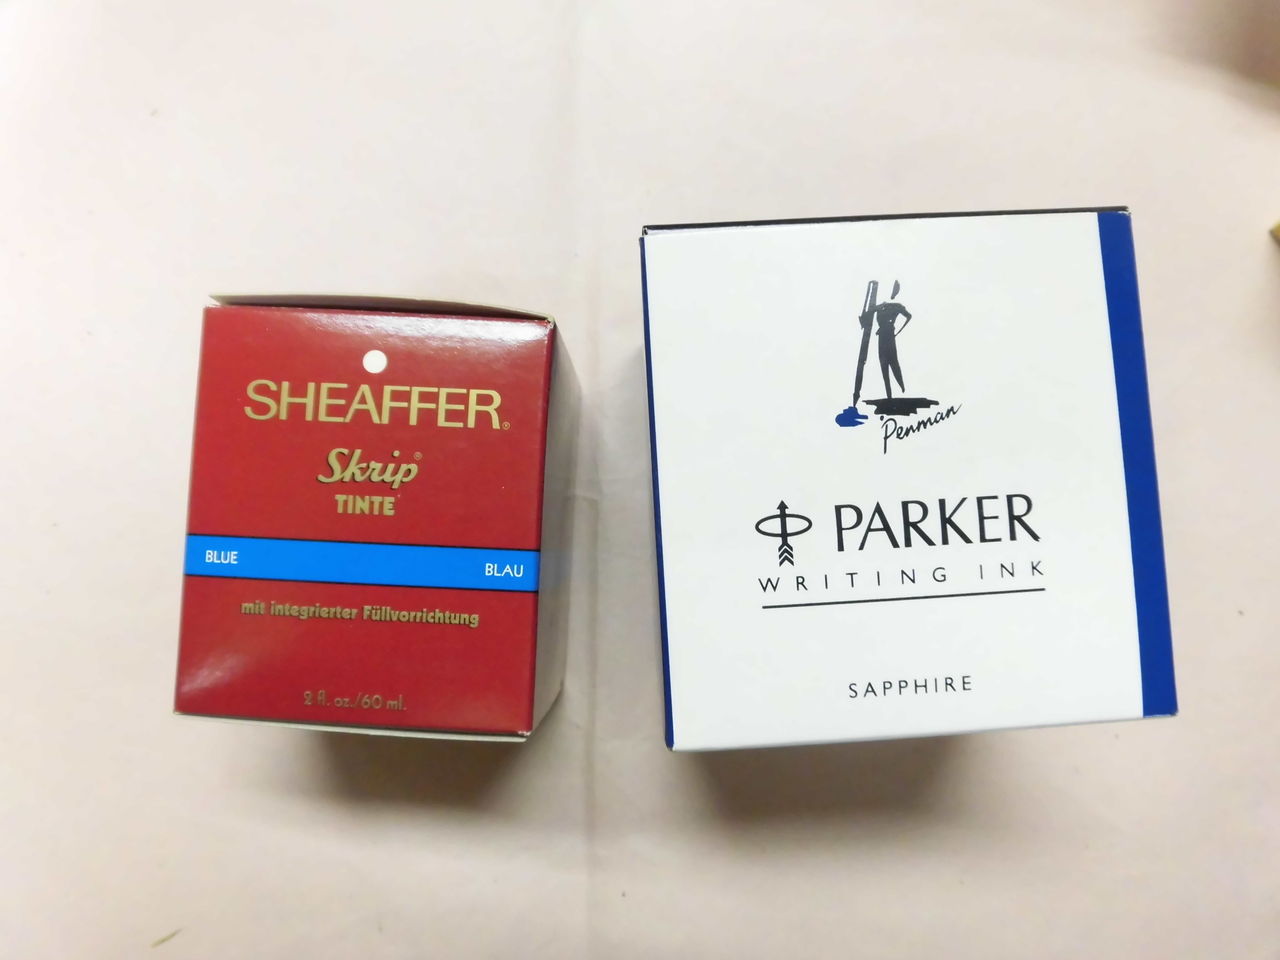 SHEAFFER®
Skrip®
TINTE
BLUE BLAU
mit integrierter Füllvorrichtung
2 fl. oz./60 ml.
Penman
PARKER
WRITING INK
SAPPHIRE